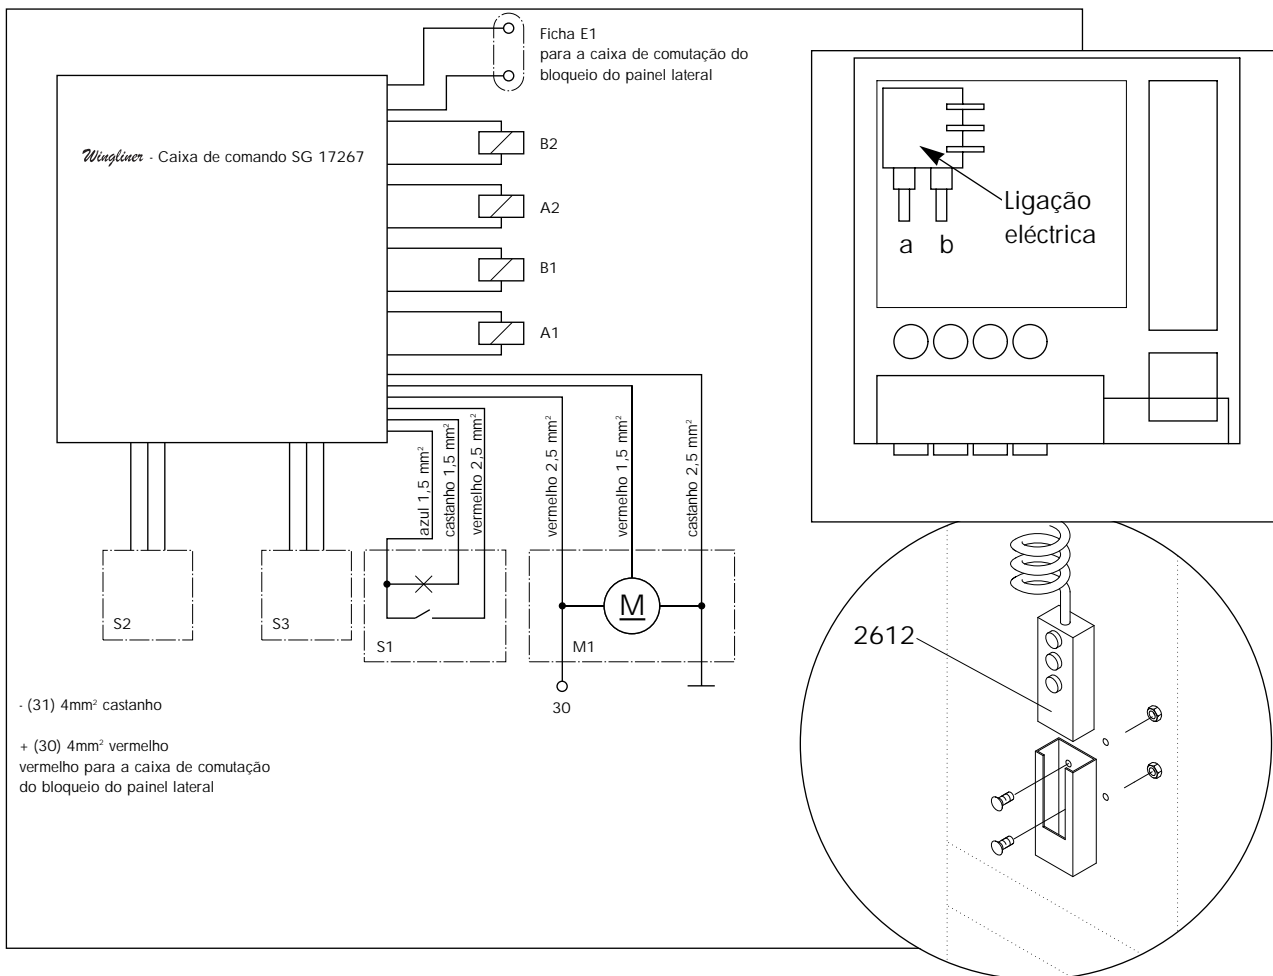 Ficha E1
para a caixa de comutação do
bloqueio do painel lateral
Wingliner - Caixa de comando SG 17267
B2
A2
B1
A1
azul 1,5 mm²
castanho 1,5 mm²
vermelho 2,5 mm²
vermelho 2,5 mm²
vermelho 1,5 mm²
castanho 2,5 mm²
S2
S3
S1
M
M1
30
- (31) 4mm² castanho
+ (30) 4mm² vermelho
vermelho para a caixa de comutação
do bloqueio do painel lateral
Ligação
eléctrica
a b
2612